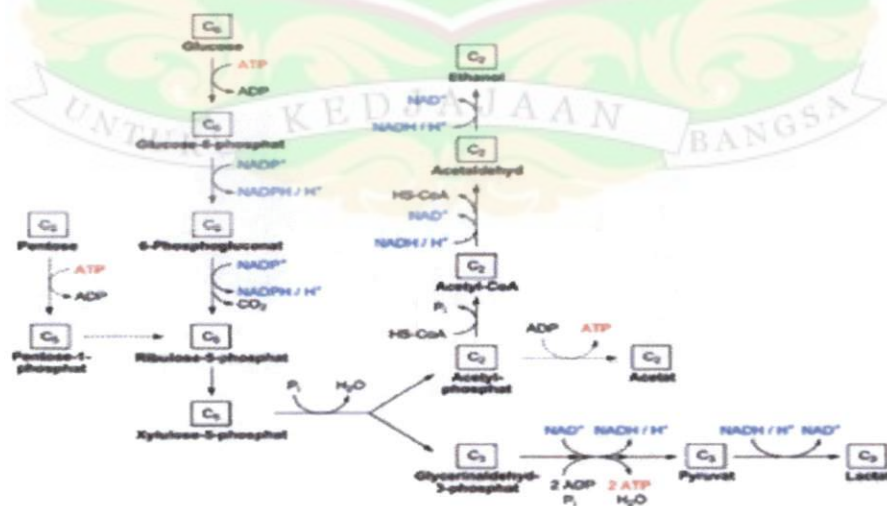 C6
Glucose
ATP
ADP
C6
Glucose-6-phosphat
NADP+
NADPH / H+
C6
6-Phosphogluconat
NADP+
NADPH / H+
CO2
Pentose
ATP
ADP
C5
Pentose-1-
phosphat
Ribulose-5-phosphat
C5
Xylulose-5-phosphat
Pi
H2O
C2
Ethanol
NAD+
NADH / H+
C2
Acetaldehyd
HS-CoA
NAD+
NADH / H+
C2
Acetyl-CoA
Pi
HS-CoA
C2
Acetyl-
phosphat
ADP
ATP
C2
Acetat
C3
Glycerinaldehyd-
3-phosphat
NAD+
NADH / H+
2 ADP
Pi
2 ATP
H2O
C3
Pyruvat
NADH / H+
NAD+
C3
Lactat
UNTUK KEDJAJAAN BANGSA